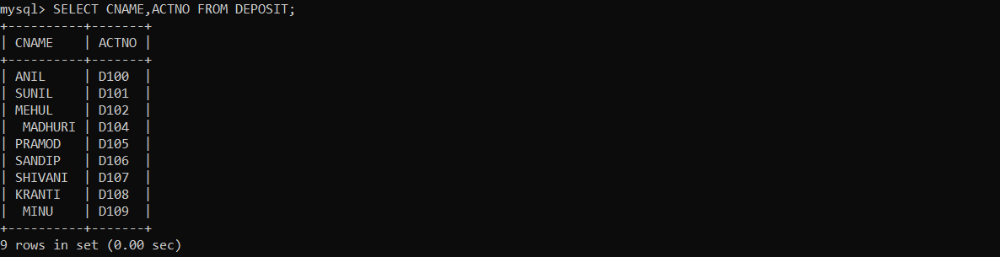 mysql> SELECT CNAME,ACTNO FROM DEPOSIT;
+----------+-------+
| CNAME    | ACTNO |
+----------+-------+
| ANIL     | D100  |
| SUNIL    | D101  |
| MEHUL    | D102  |
|  MADHURI | D104  |
| PRAMOD   | D105  |
| SANDIP   | D106  |
| SHIVANI  | D107  |
| KRANTI   | D108  |
|  MINU    | D109  |
+----------+-------+
9 rows in set (0.00 sec)